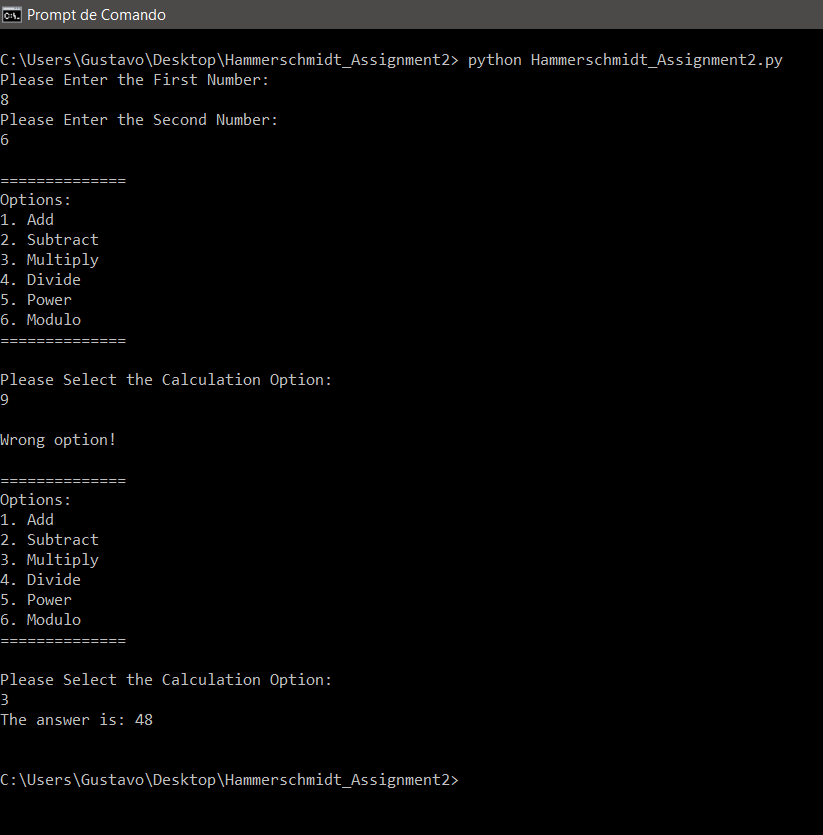 Prompt de Comando
C:\Users\Gustavo\Desktop\Hammerschmidt_Assignment2> python Hammerschmidt_Assignment2.py
Please Enter the First Number:
8
Please Enter the Second Number:
6
==============
Options:
1. Add
2. Subtract
3. Multiply
4. Divide
5. Power
6. Modulo
==============
Please Select the Calculation Option:
9
Wrong option!
==============
Options:
1. Add
2. Subtract
3. Multiply
4. Divide
5. Power
6. Modulo
==============
Please Select the Calculation Option:
3
The answer is: 48
C:\Users\Gustavo\Desktop\Hammerschmidt_Assignment2>